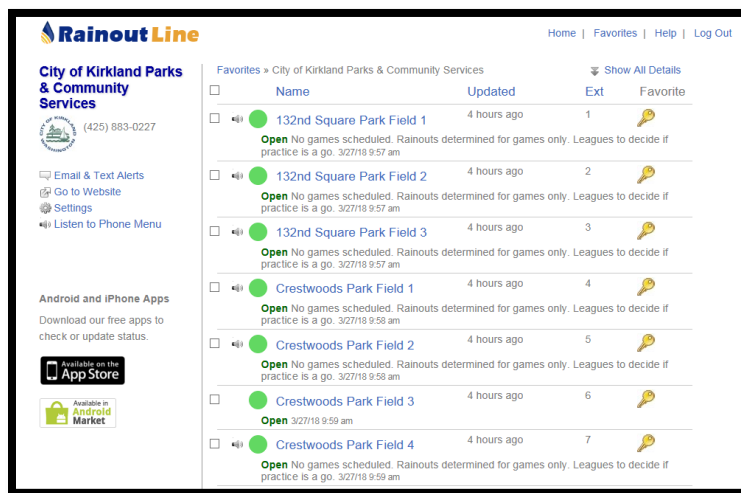 Rainout Line
Home | Favorites | Help | Log Out
City of Kirkland Parks
& Community
Services
CITY OF KIRKLAND
WASHINGTON
(425) 883-0227
Email & Text Alerts
Go to Website
Settings
Listen to Phone Menu
Android and iPhone Apps
Download our free apps to
check or update status.
Available on the
App Store
Available in
Android
Market
Favorites » City of Kirkland Parks & Community Services
Show All Details
Name Updated Ext Favorite
132nd Square Park Field 1 4 hours ago 1
Open No games scheduled. Rainouts determined for games only. Leagues to decide if
practice is a go. 3/27/18 9:57 am
132nd Square Park Field 2 4 hours ago 2
Open No games scheduled. Rainouts determined for games only. Leagues to decide if
practice is a go. 3/27/18 9:57 am
132nd Square Park Field 3 4 hours ago 3
Open No games scheduled. Rainouts determined for games only. Leagues to decide if
practice is a go. 3/27/18 9:57 am
Crestwoods Park Field 1 4 hours ago 4
Open No games scheduled. Rainouts determined for games only. Leagues to decide if
practice is a go. 3/27/18 9:58 am
Crestwoods Park Field 2 4 hours ago 5
Open No games scheduled. Rainouts determined for games only. Leagues to decide if
practice is a go. 3/27/18 9:58 am
Crestwoods Park Field 3 4 hours ago 6
Open 3/27/18 9:59 am
Crestwoods Park Field 4 4 hours ago 7
Open No games scheduled. Rainouts determined for games only. Leagues to decide if
practice is a go. 3/27/18 9:59 am